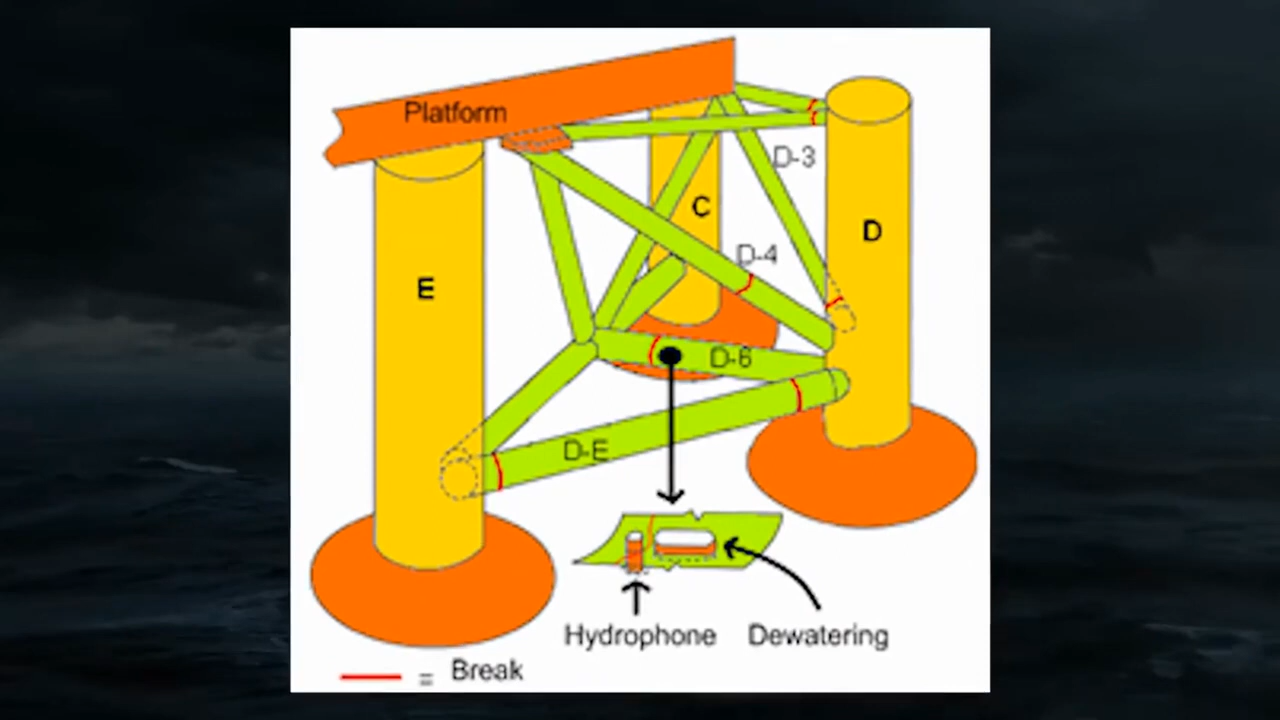 Platform
D-3
C
D
D-4
E
D-6
D-E
Hydrophone Dewatering
= Break